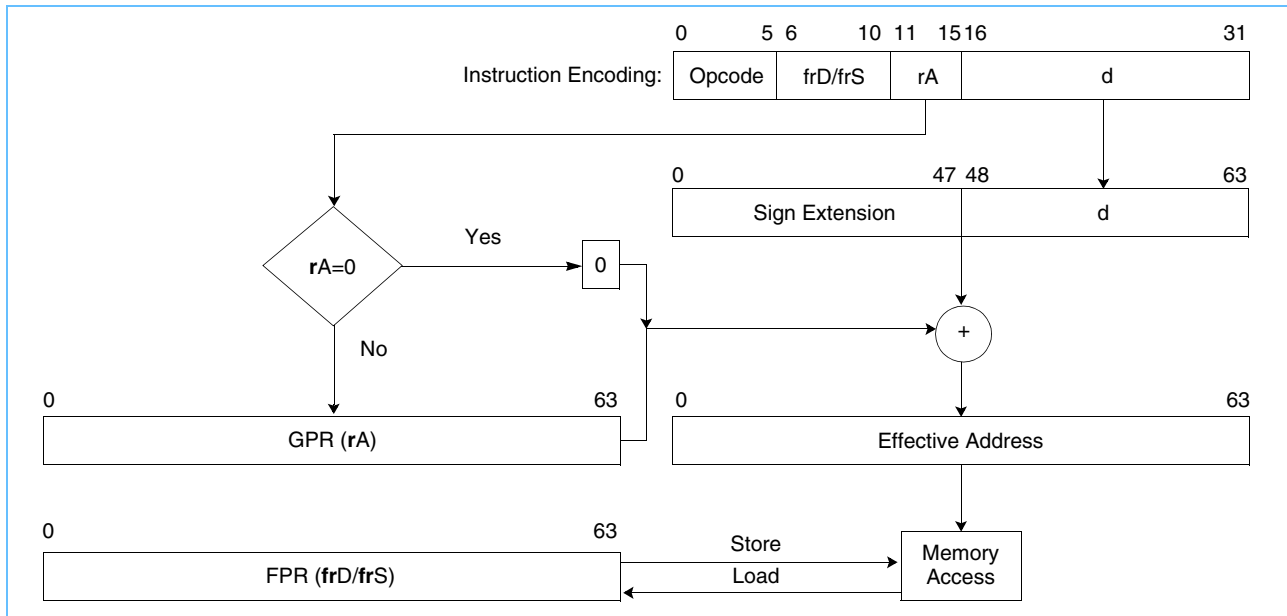 0 5 6 10 11 15 16 31
Instruction Encoding: Opcode frD/frS rA d
0 47 48 63
Sign Extension d
Yes
rA=0 0
+
No
0 63 0 63
GPR (rA) Effective Address
0 63
Store
FPR (frD/frS) Memory
Load Access